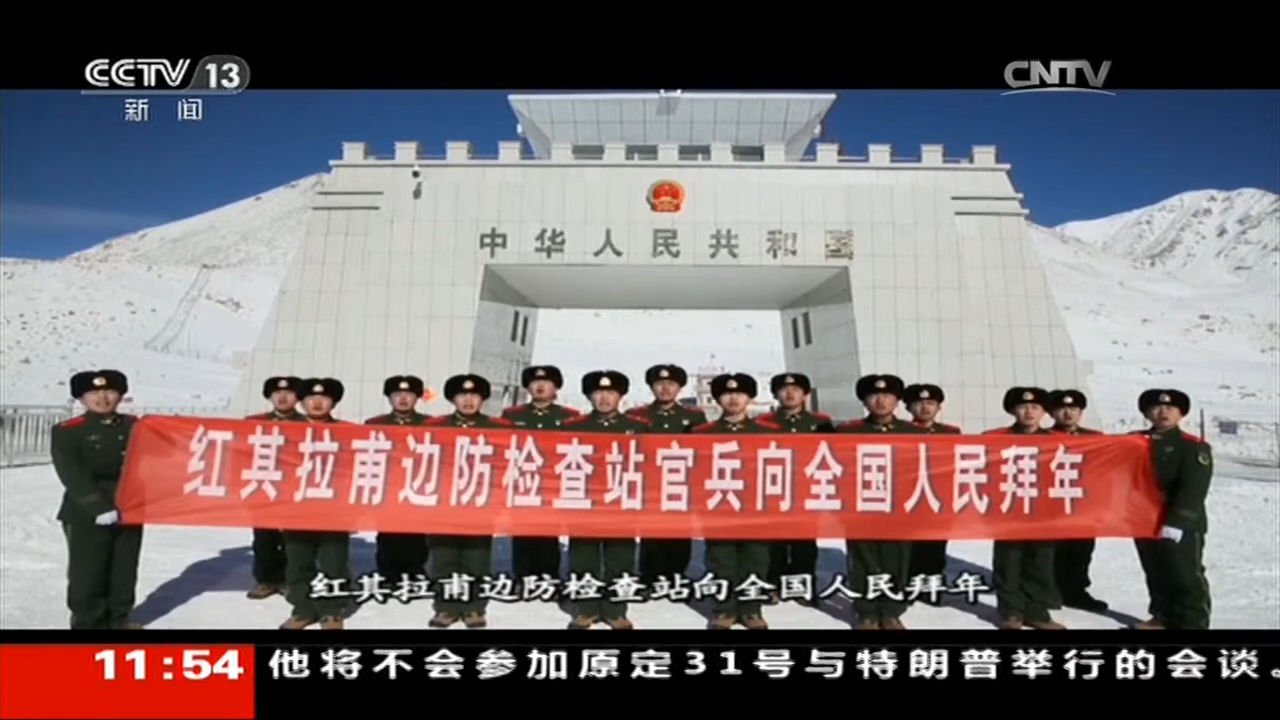 CCTV 13
新闻
CNTV
中华人民共和国
红其拉甫边防检查站官兵向全国人民拜年
红其拉甫边防检查站向全国人民拜年
11:54
他将不会参加原定31号与特朗普举行的会谈。